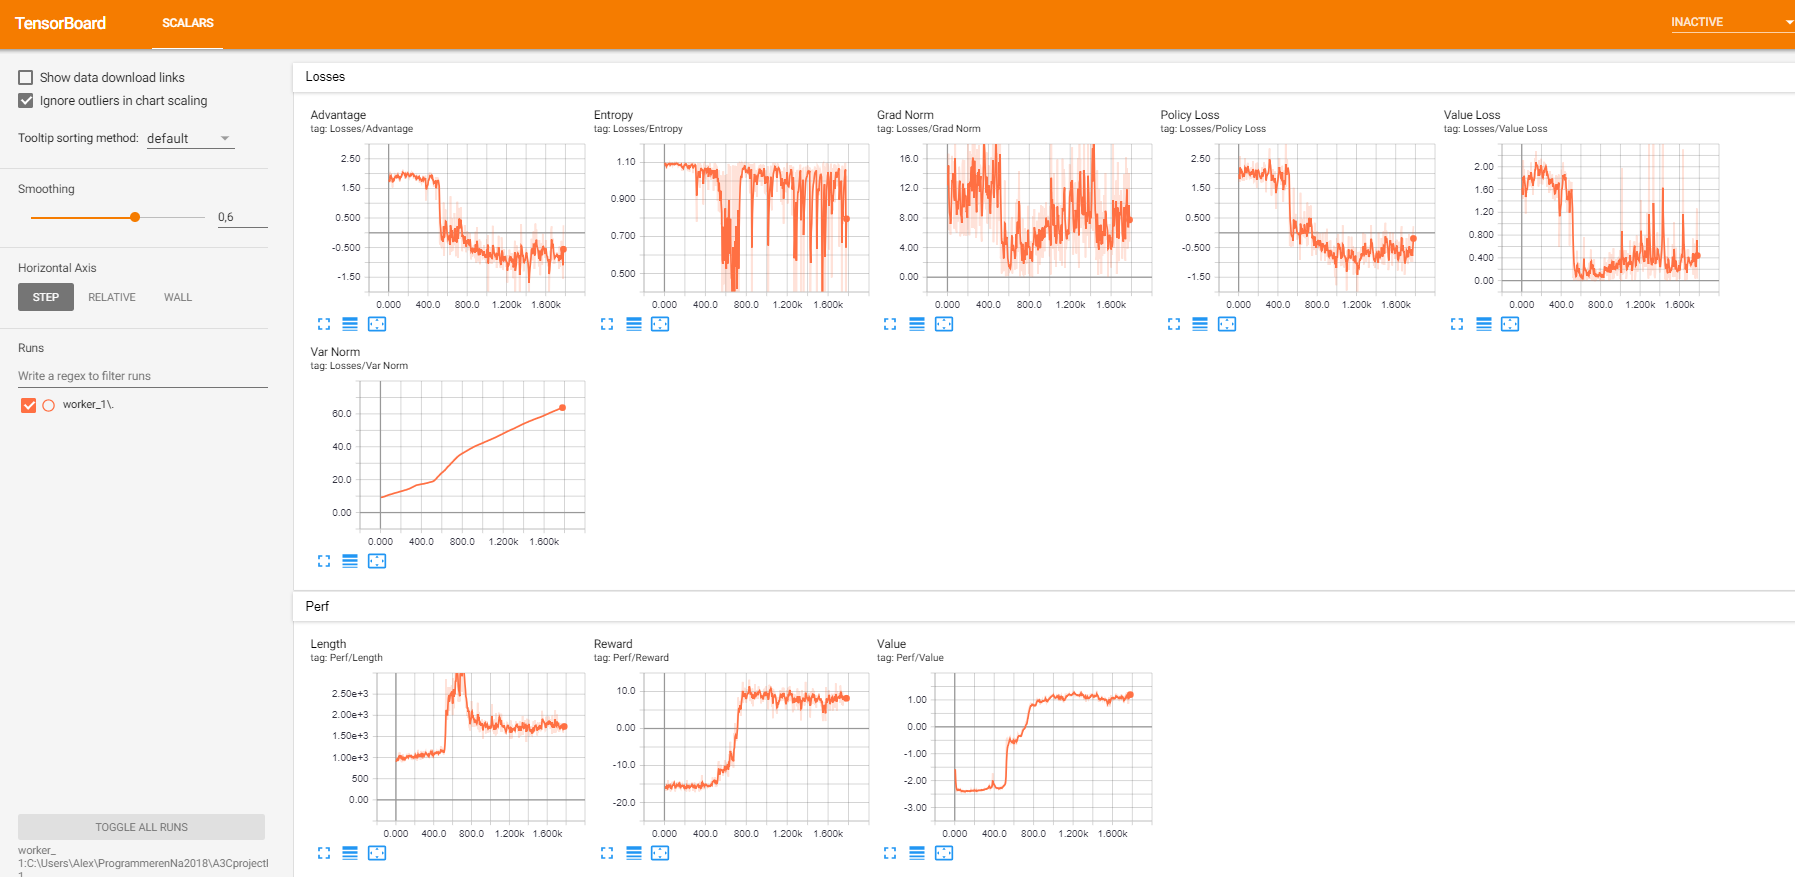 TensorBoard
SCALARS
INACTIVE
Show data download links
Ignore outliers in chart scaling
Tooltip sorting method: default
Smoothing
0,6
Horizontal Axis
STEP RELATIVE WALL
Runs
Write a regex to filter runs
worker_1\.
TOGGLE ALL RUNS
worker_
1:C:\Users\Alex\ProgrammerenNa2018\A3Cproject
Losses
Advantage
tag: Losses/Advantage
2.50
1.50
0.500
-0.500
-1.50
0.000 400.0 800.0 1.200k 1.600k
Entropy
tag: Losses/Entropy
1.10
0.900
0.700
0.500
0.000 400.0 800.0 1.200k 1.600k
Grad Norm
tag: Losses/Grad Norm
16.0
12.0
8.00
4.00
0.00
0.000 400.0 800.0 1.200k 1.600k
Policy Loss
tag: Losses/Policy Loss
2.50
1.50
0.500
-0.500
-1.50
0.000 400.0 800.0 1.200k 1.600k
Value Loss
tag: Losses/Value Loss
2.00
1.60
1.20
0.800
0.400
0.00
0.000 400.0 800.0 1.200k 1.600k
Var Norm
tag: Losses/Var Norm
60.0
40.0
20.0
0.00
0.000 400.0 800.0 1.200k 1.600k
Perf
Length
tag: Perf/Length
2.50e+3
2.00e+3
1.50e+3
1.00e+3
500
0.00
0.000 400.0 800.0 1.200k 1.600k
Reward
tag: Perf/Reward
10.0
0.00
-10.0
-20.0
0.000 400.0 800.0 1.200k 1.600k
Value
tag: Perf/Value
1.00
0.00
-1.00
-2.00
-3.00
0.000 400.0 800.0 1.200k 1.600k